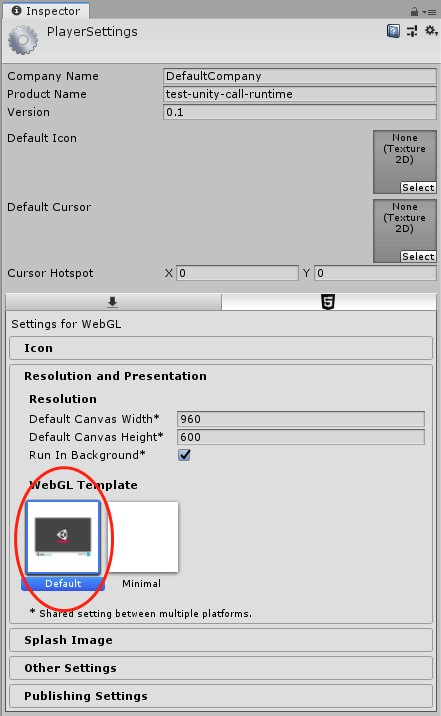 Inspector
PlayerSettings
Company Name DefaultCompany
Product Name test-unity-call-runtime
Version 0.1
Default Icon
None
(Texture
2D)
Select
Default Cursor
None
(Texture
2D)
Select
Cursor Hotspot X 0 Y 0
Settings for WebGL
Icon
Resolution and Presentation
Resolution
Default Canvas Width* 960
Default Canvas Height* 600
Run In Background*
WebGL Template
Default Minimal
* Shared setting between multiple platforms.
Splash Image
Other Settings
Publishing Settings